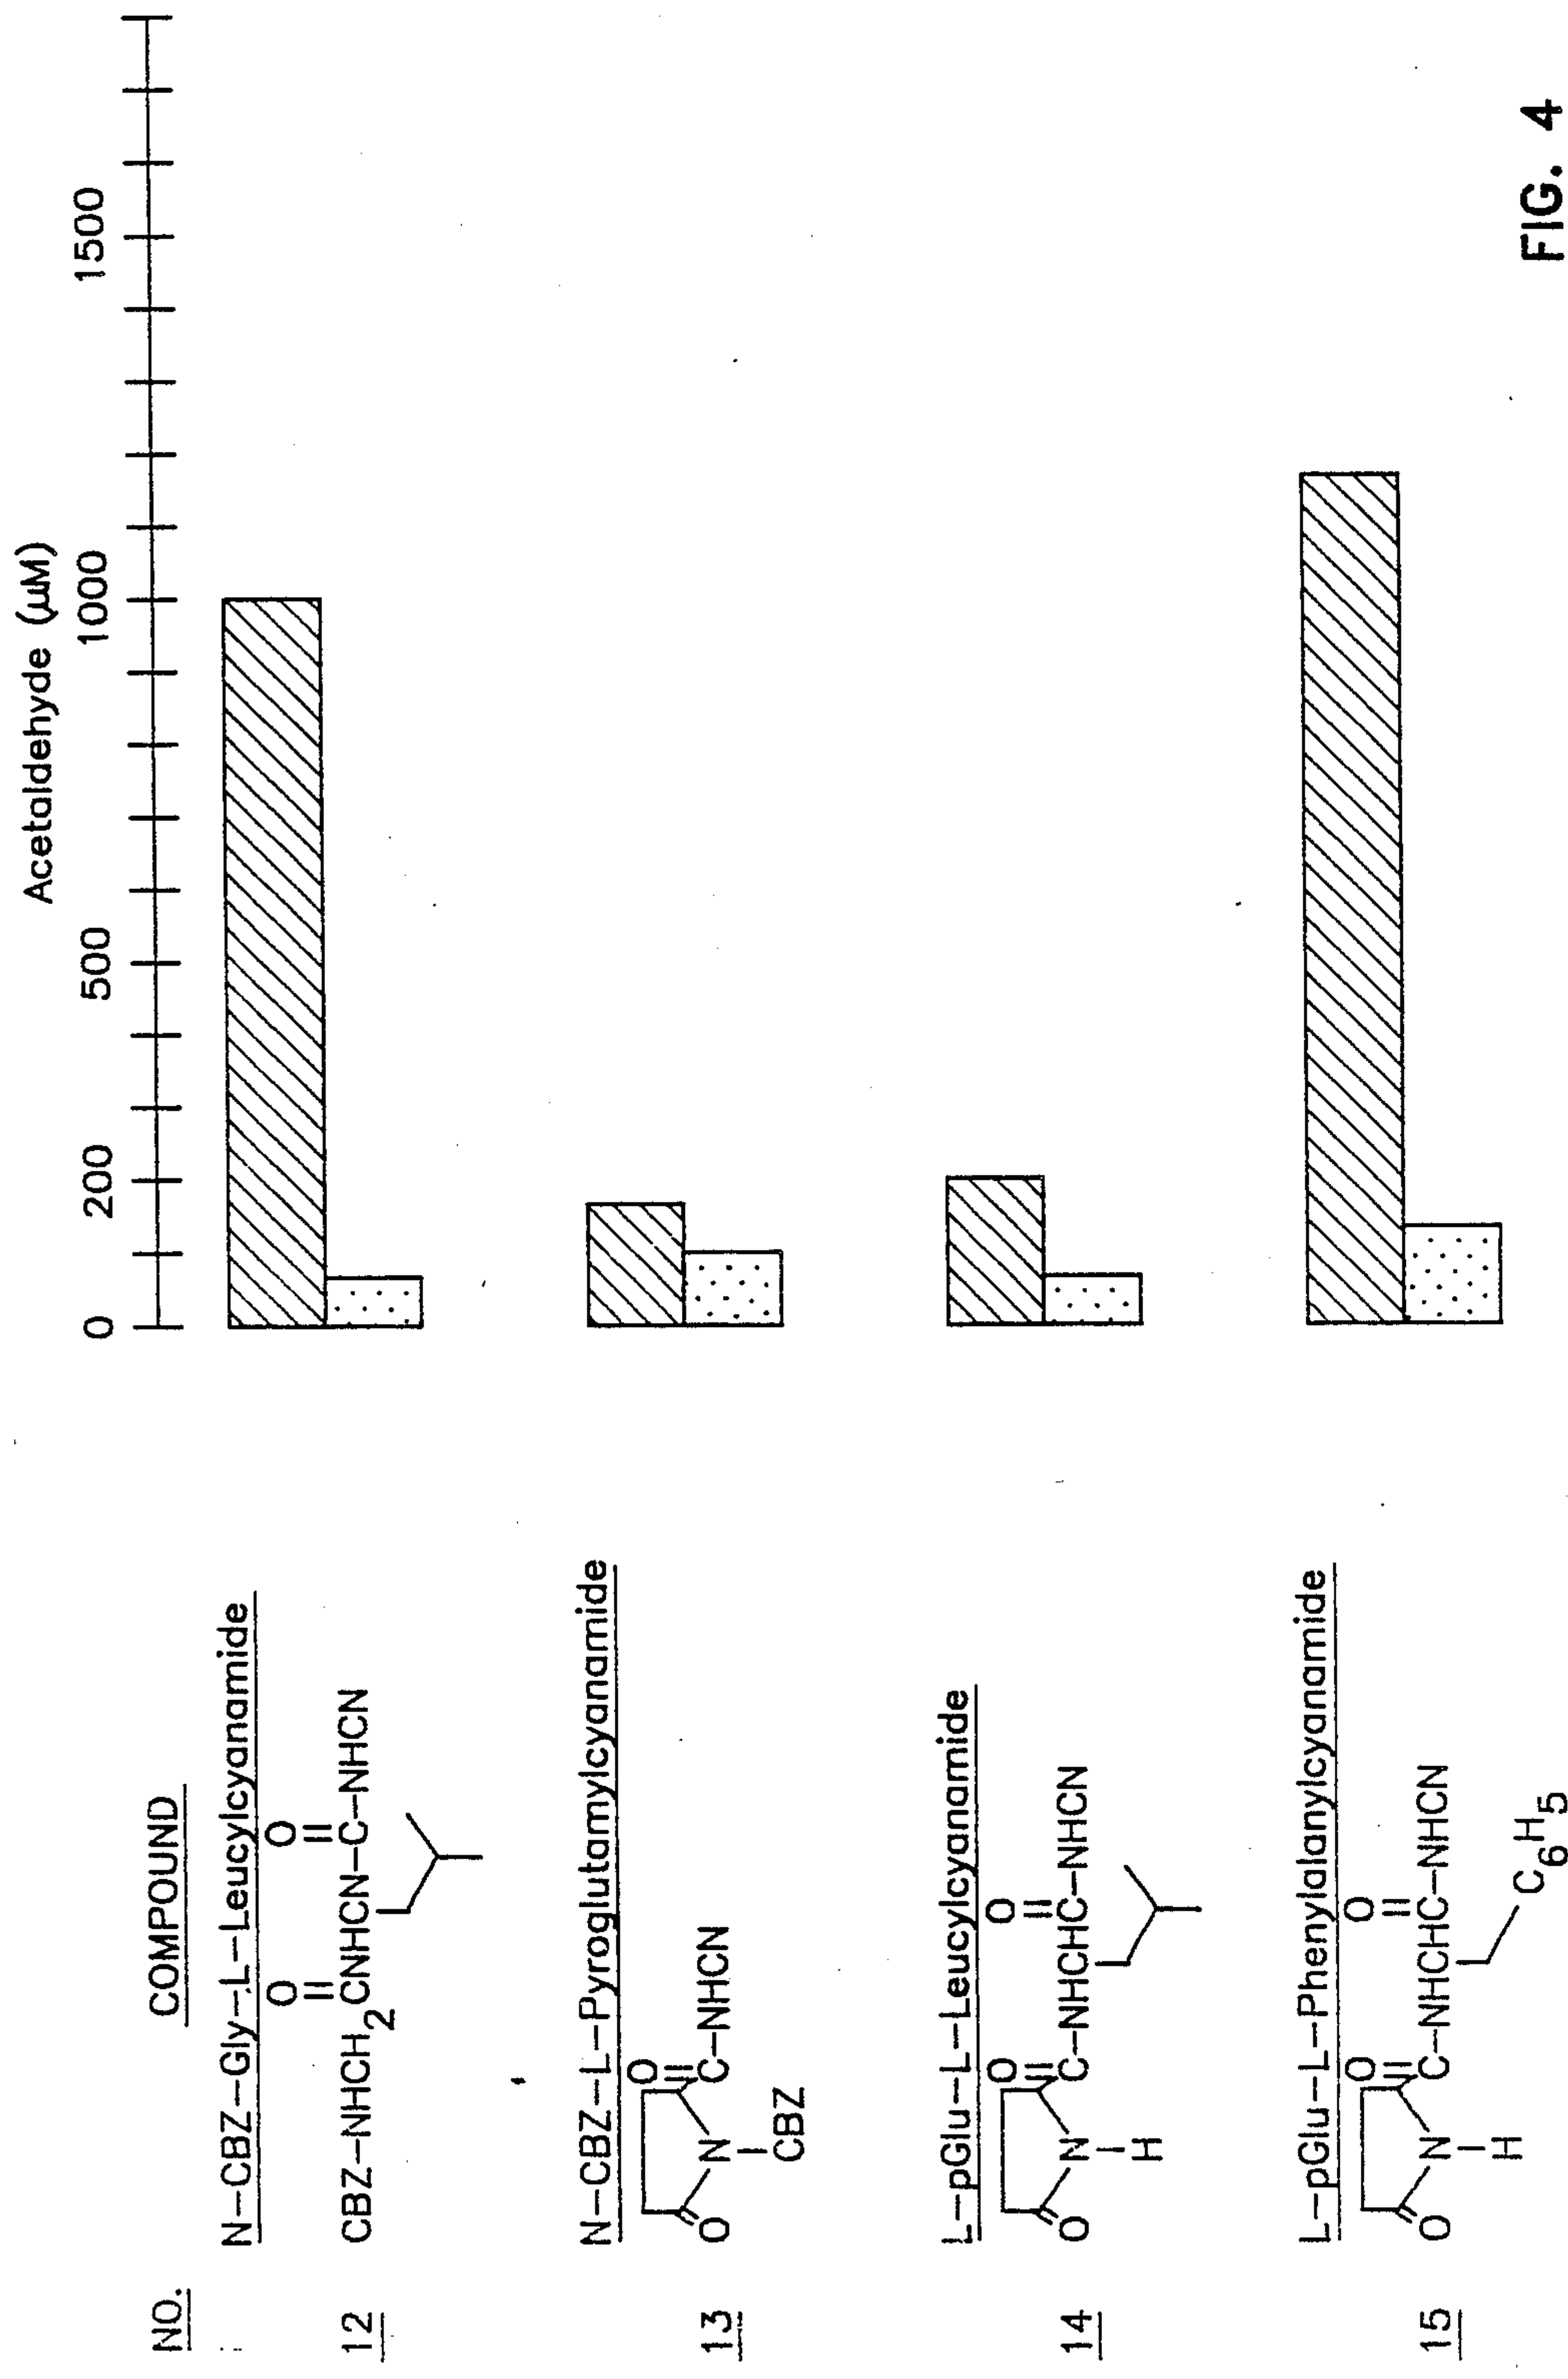 NO.
COMPOUND
Acetaldehyde (μM)
0 200 500 1000 1500
N-CBZ-Gly-L-Leucylcyanamide
O O
12 CBZ-NHCH2CNHCN-C-NHCN
N-CBZ-L-Pyroglutamylcyanamide
O
C-NHCN
13 O N
CBZ
L-pGlu-L-Leucylcyanamide
O O
C-NHCHC-NHCN
14 O N
H
L-pGlu-L-Phenylalanylcyanamide
O O
C-NHCHC-NHCN
15 O N
H C6H5
FIG. 4